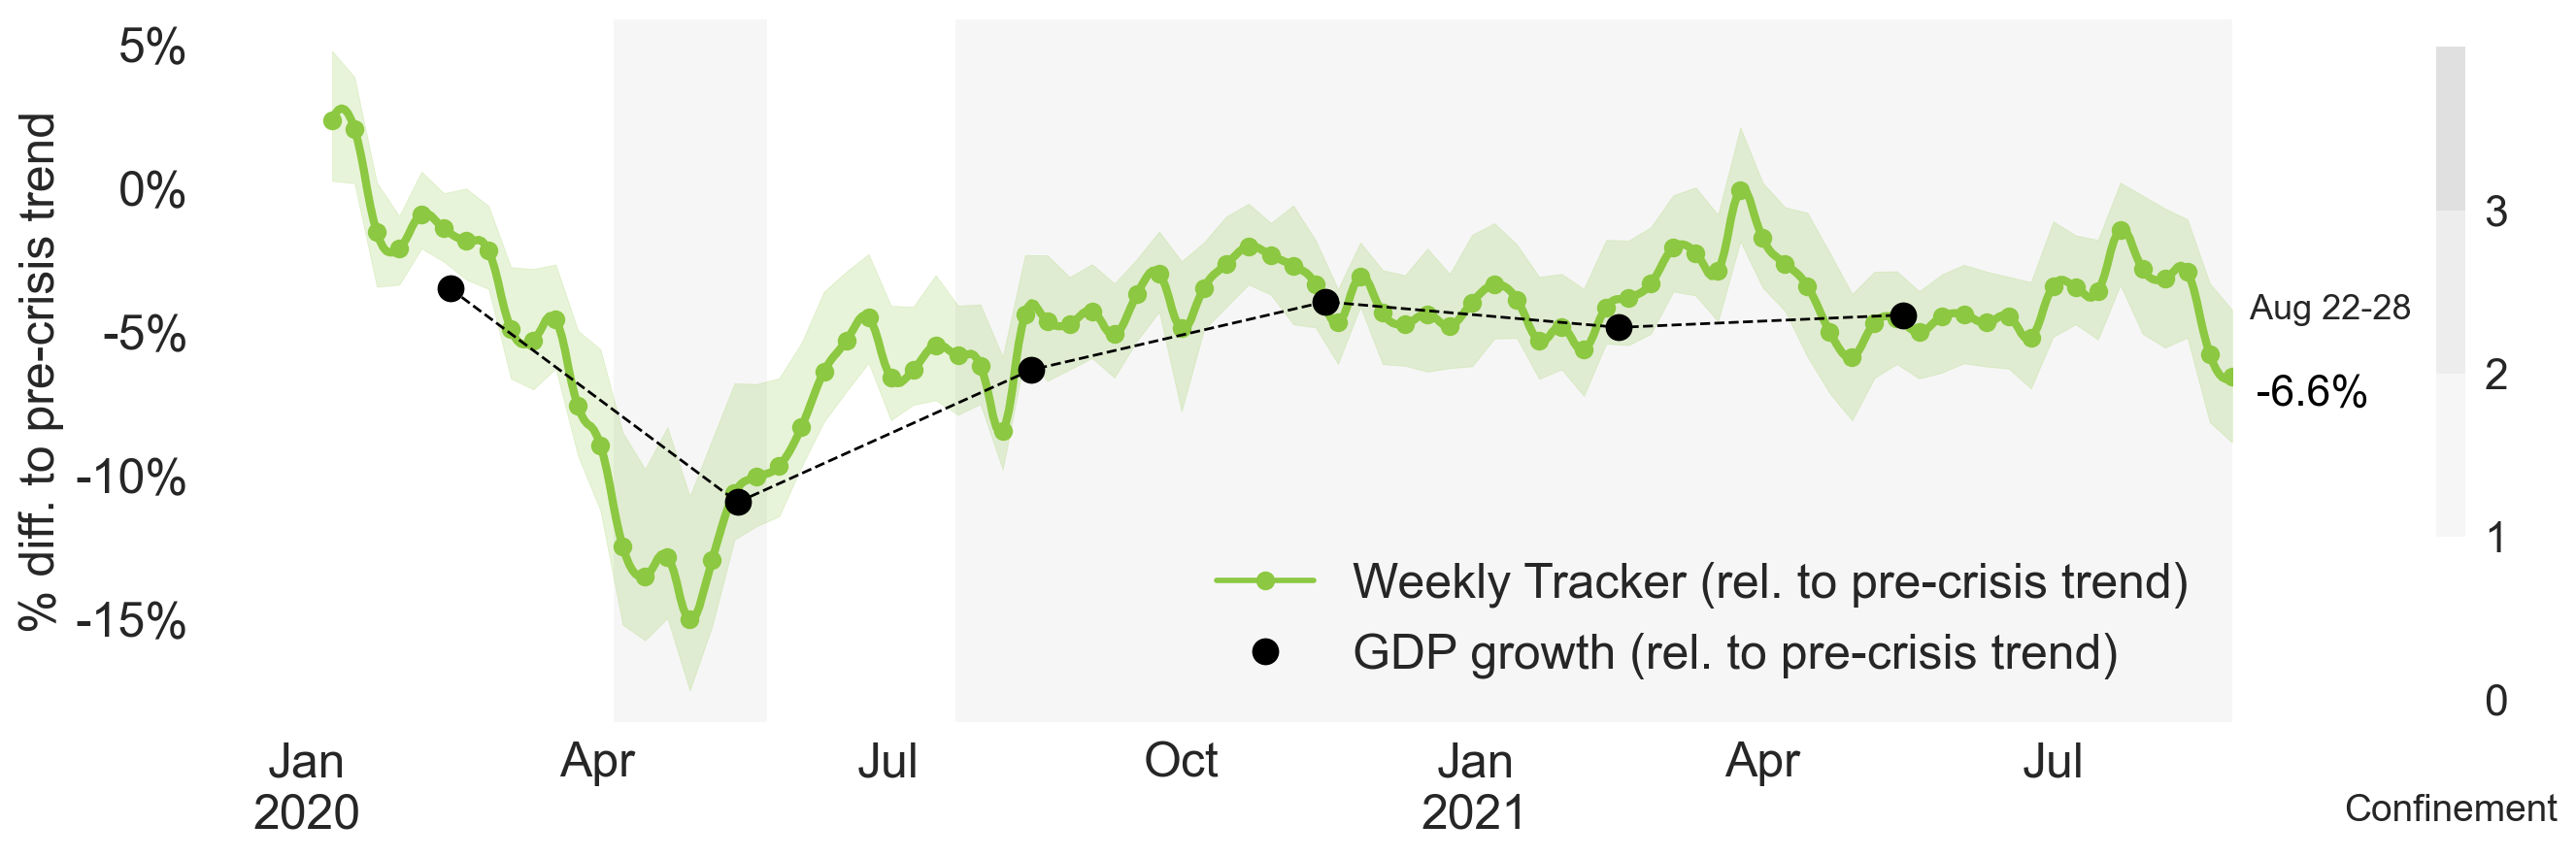 % diff. to pre-crisis trend
5%
0%
-5%
-10%
-15%
Jan
2020
Apr
Jul
Oct
Jan
2021
Apr
Jul
Weekly Tracker (rel. to pre-crisis trend)
GDP growth (rel. to pre-crisis trend)
Aug 22-28
-6.6%
3
2
1
0
Confinement